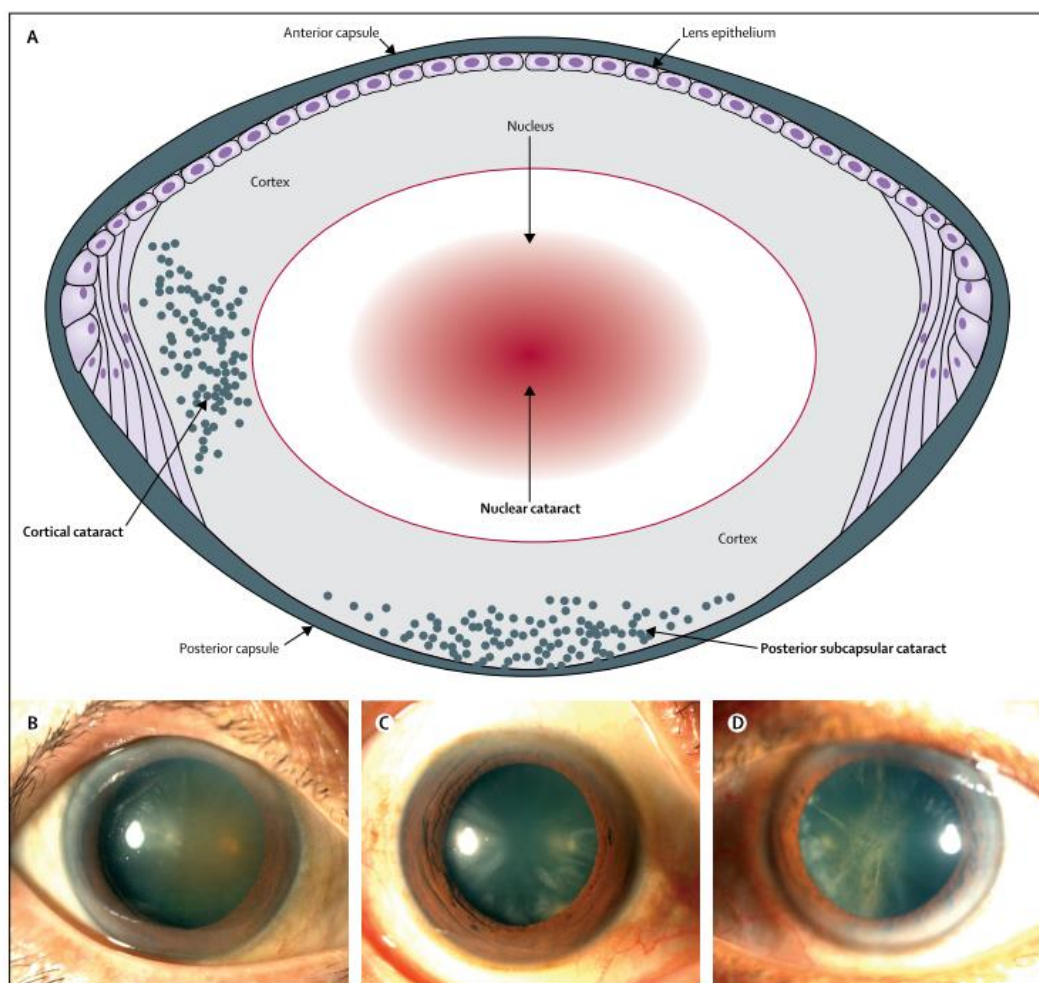 A
Anterior capsule
Lens epithelium
Nucleus
Cortex
Cortical cataract
Nuclear cataract
Cortex
Posterior capsule
Posterior subcapsular cataract
B
C
D